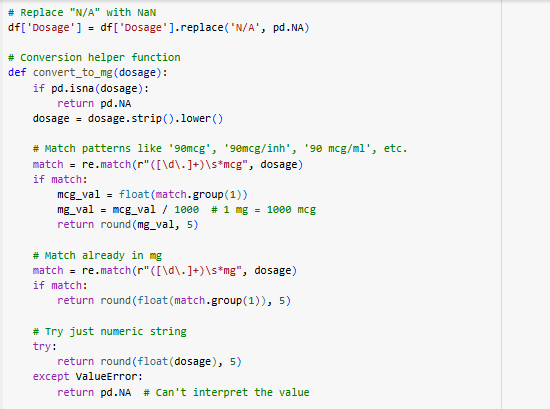 # Replace "N/A" with NaN
df['Dosage'] = df['Dosage'].replace('N/A', pd.NA)
# Conversion helper function
def convert_to_mg(dosage):
if pd.isna(dosage):
return pd.NA
dosage = dosage.strip().lower()
# Match patterns like '90mcg', '90mcg/inh', '90 mcg/ml', etc.
match = re.match(r"([\d\.]+)\s*mcg", dosage)
if match:
mcg_val = float(match.group(1))
mg_val = mcg_val / 1000  # 1 mg = 1000 mcg
return round(mg_val, 5)
# Match already in mg
match = re.match(r"([\d\.]+)\s*mg", dosage)
if match:
return round(float(match.group(1)), 5)
# Try just numeric string
try:
return round(float(dosage), 5)
except ValueError:
return pd.NA  # Can't interpret the value